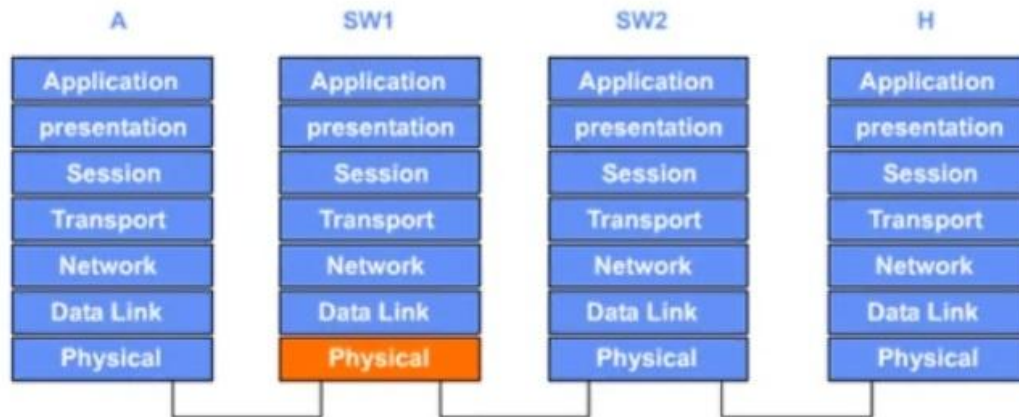 A SW1 SW2 H
Application Application Application Application
presentation presentation presentation presentation
Session Session Session Session
Transport Transport Transport Transport
Network Network Network Network
Data Link Data Link Data Link Data Link
Physical Physical Physical Physical